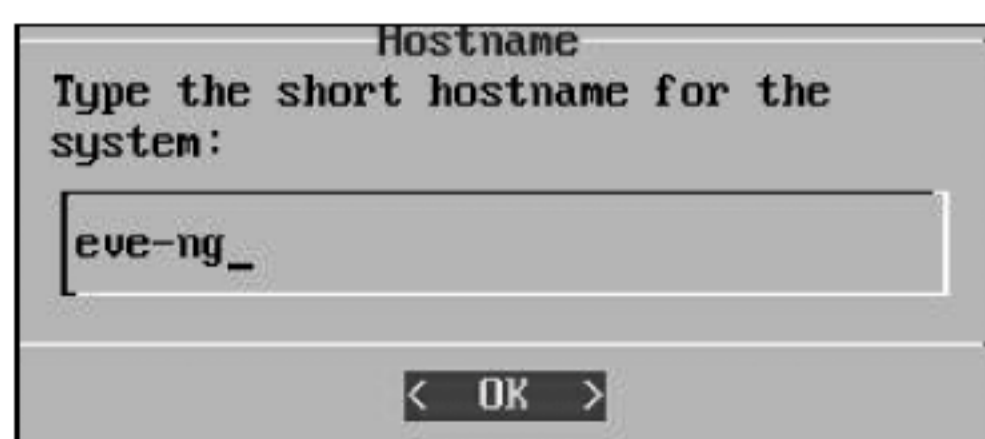 Hostname
Type the short hostname for the
system:
eve-ng_
< OK >